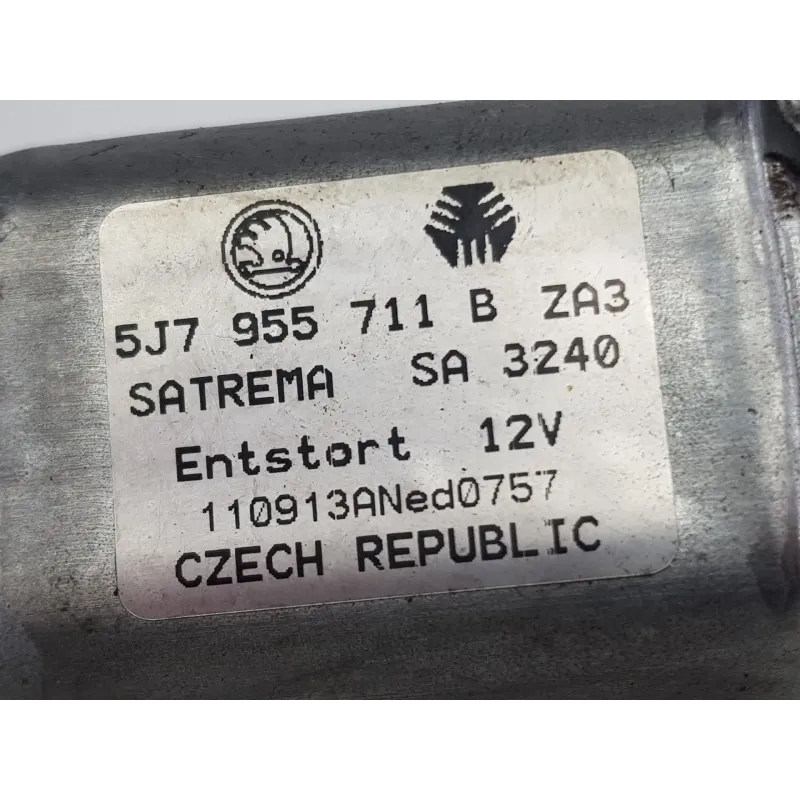 5J7 955 711 B ZA3
SATREMA SA 3240
Entstort 12V
110913ANed0757
CZECH REPUBLIC